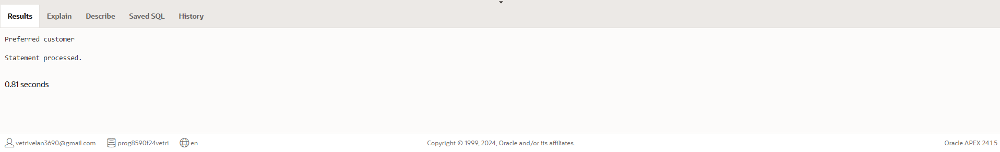 Results Explain Describe Saved SQL History
Preferred customer
Statement processed.
0.81 seconds
vetrivelan3690@gmail.com prog8590f24vetri en Copyright © 1999, 2024, Oracle and/or its affiliates. Oracle APEX 24.1.5